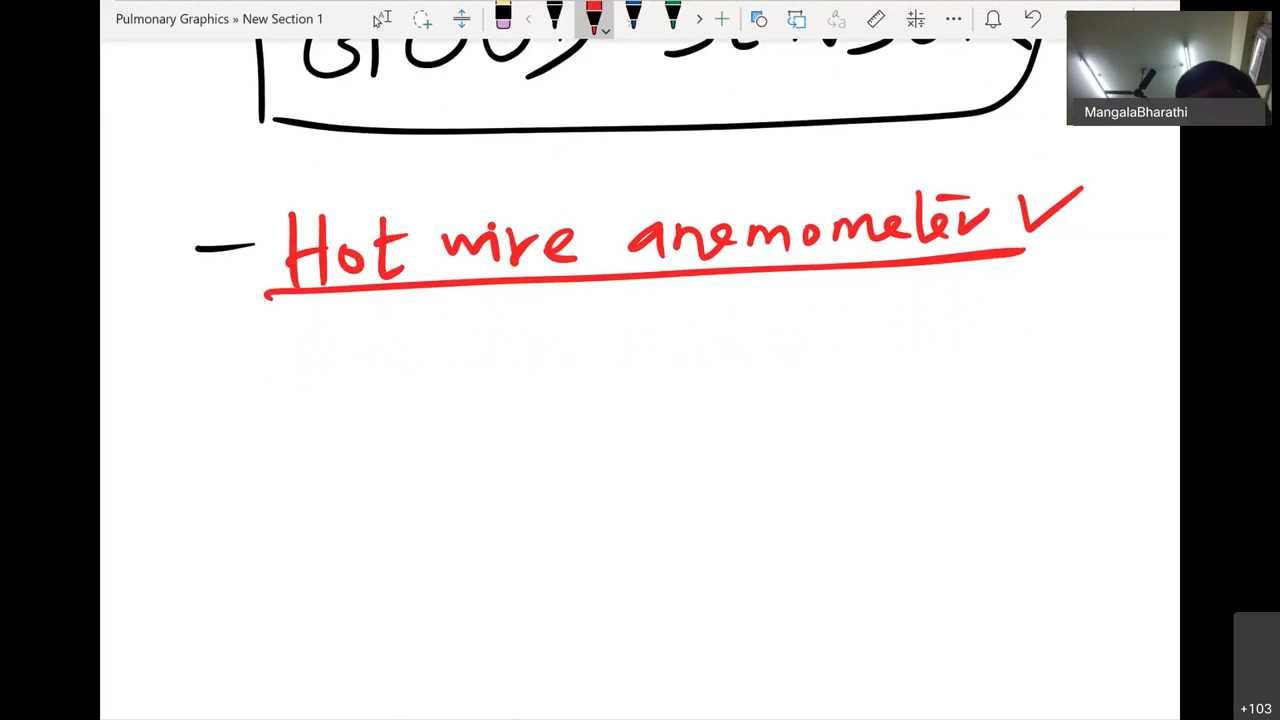 Pulmonary Graphics » New Section 1
MangalaBharathi
– Hot wire anemometer ✓
+103